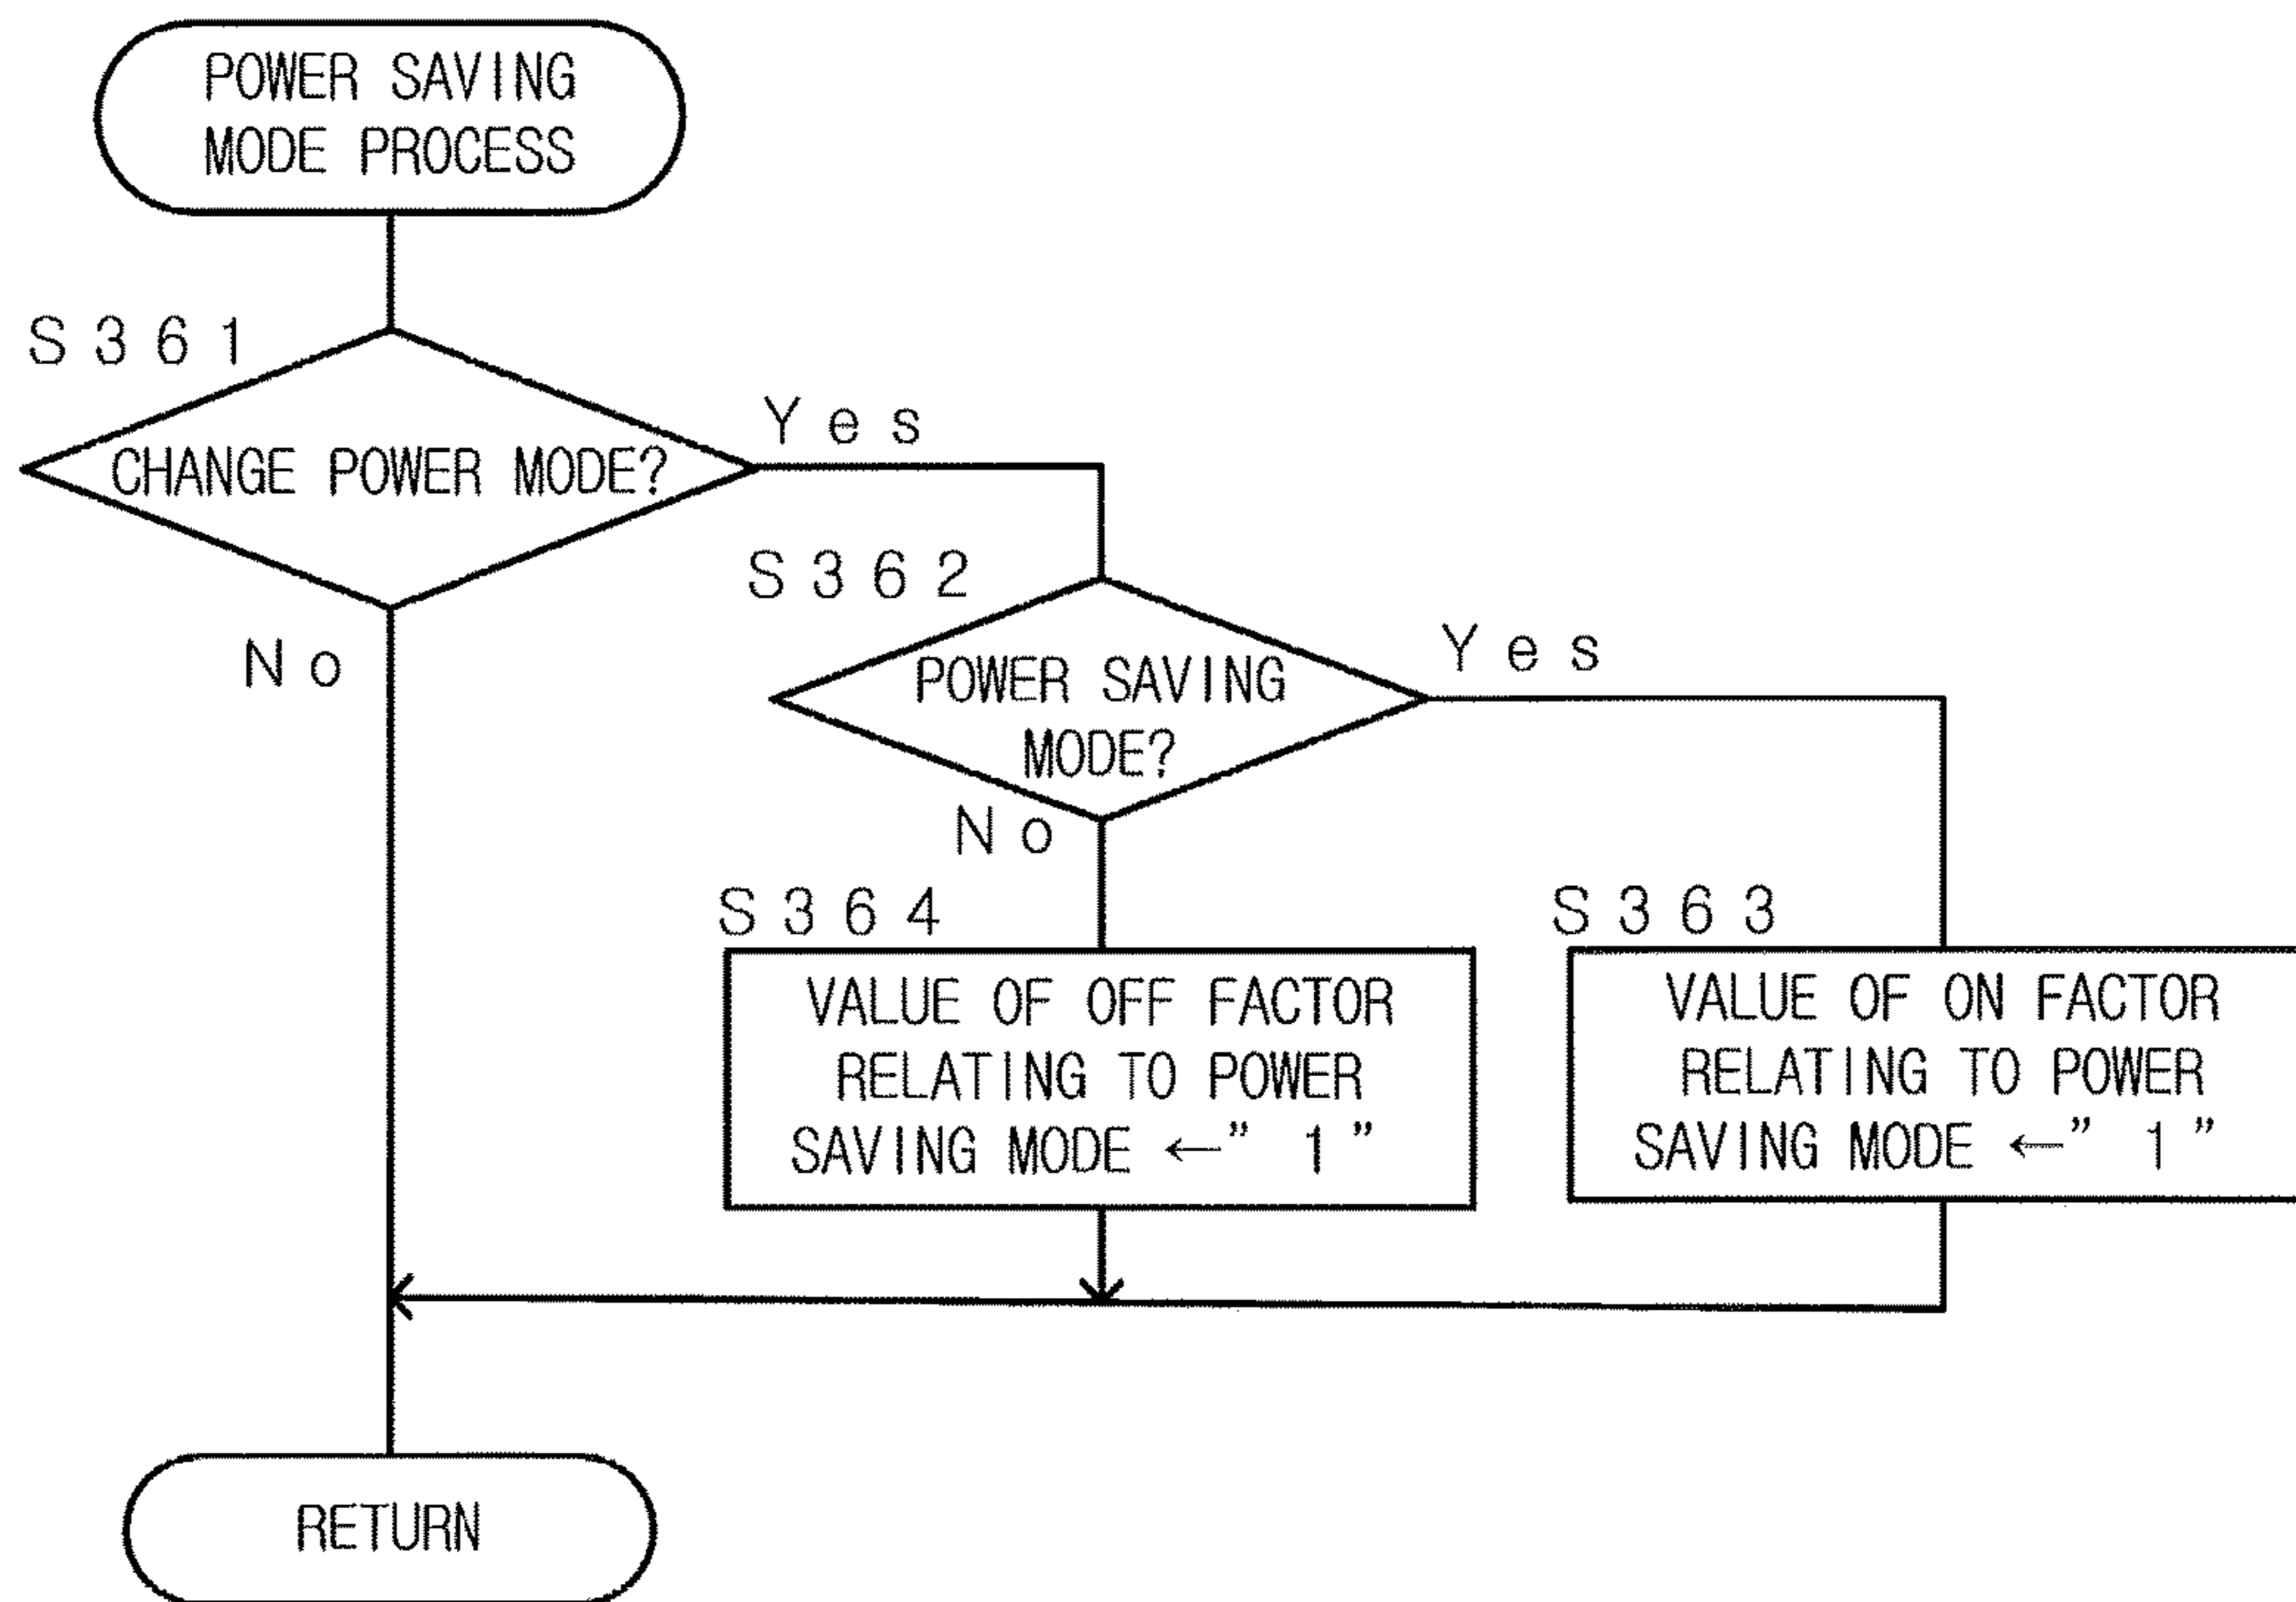 POWER SAVING
MODE PROCESS
S361
CHANGE POWER MODE?
Yes
No
S362
POWER SAVING
MODE?
Yes
No
S364
VALUE OF OFF FACTOR
RELATING TO POWER
SAVING MODE ←” 1 ”
S363
VALUE OF ON FACTOR
RELATING TO POWER
SAVING MODE ←” 1 ”
RETURN